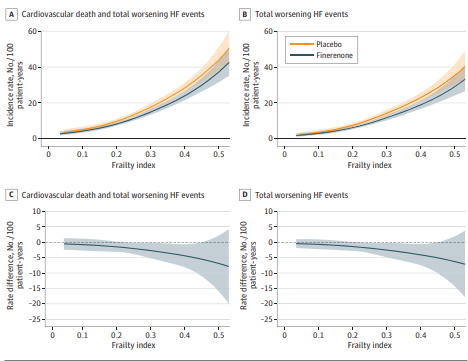 A Cardiovascular death and total worsening HF events
Incidence rate, No./100
patient-years
60
40
20
0
0 0.1 0.2 0.3 0.4 0.5
Frailty index
B Total worsening HF events
Incidence rate, No./100
patient-years
60
40
20
0
Placebo
Finerenone
0 0.1 0.2 0.3 0.4 0.5
Frailty index
C Cardiovascular death and total worsening HF events
Rate difference, No./100
patient-years
10
5
0
-5
-10
-15
-20
-25
0 0.1 0.2 0.3 0.4 0.5
Frailty index
D Total worsening HF events
Rate difference, No./100
patient-years
10
5
0
-5
-10
-15
-20
-25
0 0.1 0.2 0.3 0.4 0.5
Frailty index